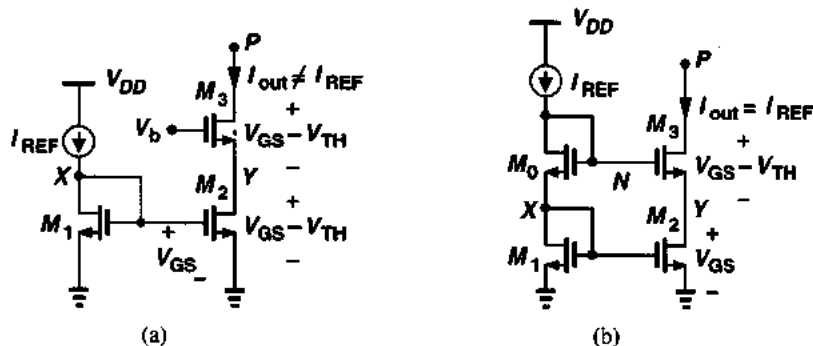 P
V_DD
I_out ≠ I_REF
M_3
+
I_REF
V_b
V_GS – V_TH
–
X
Y
M_2
+
M_1
V_GS – V_TH
+
V_GS
–
–
(a)
V_DD
P
I_REF
I_out = I_REF
M_3
+
M_0
N
V_GS – V_TH
–
X
Y
M_2
+
M_1
V_GS
–
(b)